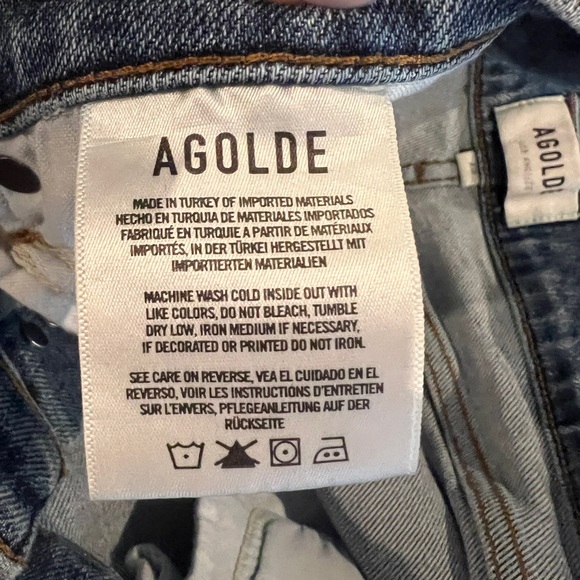 AGOLDE
MADE IN TURKEY OF IMPORTED MATERIALS
HECHO EN TURQUIA DE MATERIALES IMPORTADOS
FABRIQUÉ EN TURQUIE A PARTIR DE MATÉRIAUX
IMPORTÉS, IN DER TÜRKEI HERGESTELLT MIT
IMPORTIERTEN MATERIALIEN
MACHINE WASH COLD INSIDE OUT WITH
LIKE COLORS, DO NOT BLEACH, TUMBLE
DRY LOW, IRON MEDIUM IF NECESSARY,
IF DECORATED OR PRINTED DO NOT IRON.
SEE CARE ON REVERSE, VEA EL CUIDADO EN EL
REVERSO, VOIR LES INSTRUCTIONS D'ENTRETIEN
SUR L'ENVERS, PFLEGEANLEITUNG AUF DER
RÜCKSEITE
AGOLD